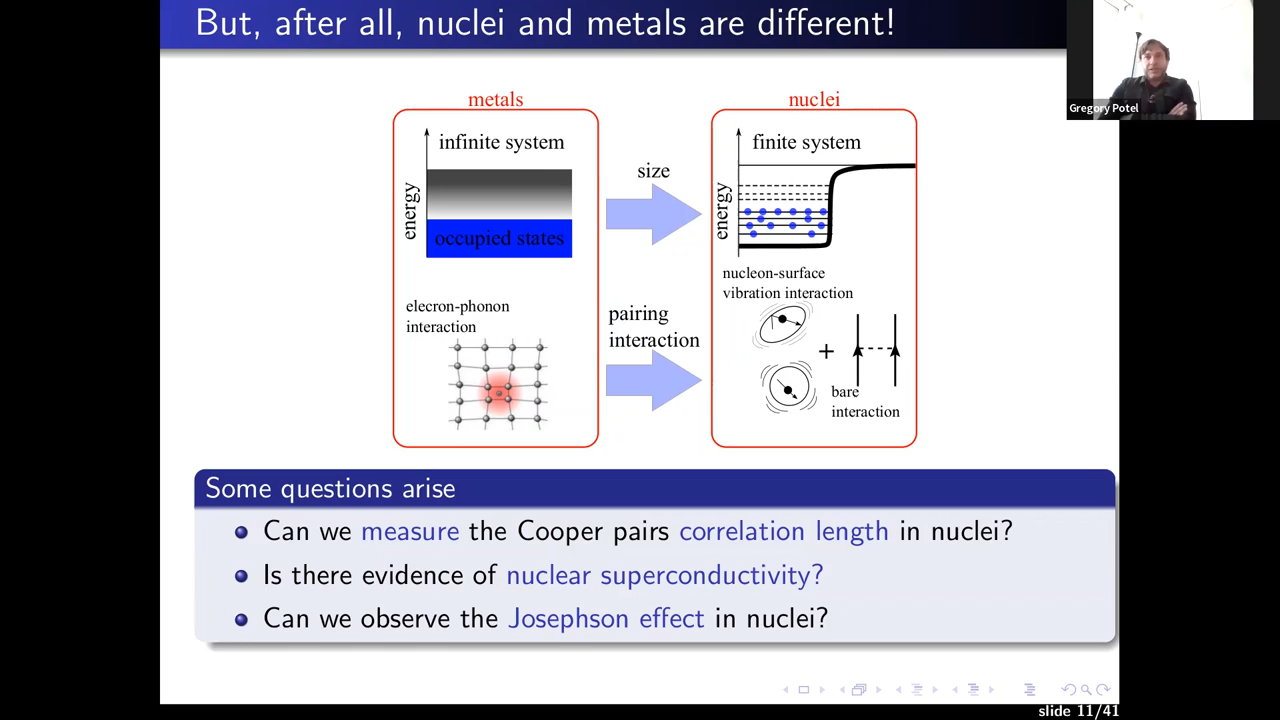 But, after all, nuclei and metals are different!
Gregory Potel
metals
infinite system
energy
occupied states
elecron-phonon
interaction
size
pairing
interaction
nuclei
finite system
energy
nucleon-surface
vibration interaction
+
bare
interaction
Some questions arise
Can we measure the Cooper pairs correlation length in nuclei?
Is there evidence of nuclear superconductivity?
Can we observe the Josephson effect in nuclei?
slide 11/41